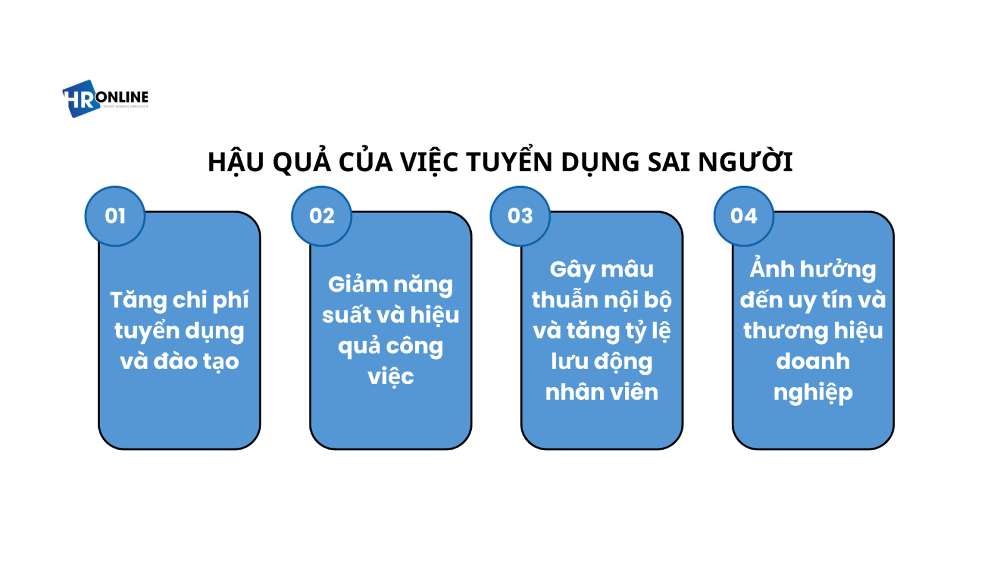 HRONLINE
SMART HUMAN RESOURCE
HẬU QUẢ CỦA VIỆC TUYỂN DỤNG SAI NGƯỜI
01
Tăng chi phí
tuyển dụng
và đào tạo
02
Giảm năng
suất và hiệu
quả công
việc
03
Gây mâu
thuẫn nội bộ
và tăng tỷ lệ
lưu động
nhân viên
04
Ảnh hưởng
đến uy tín và
thương hiệu
doanh
nghiệp